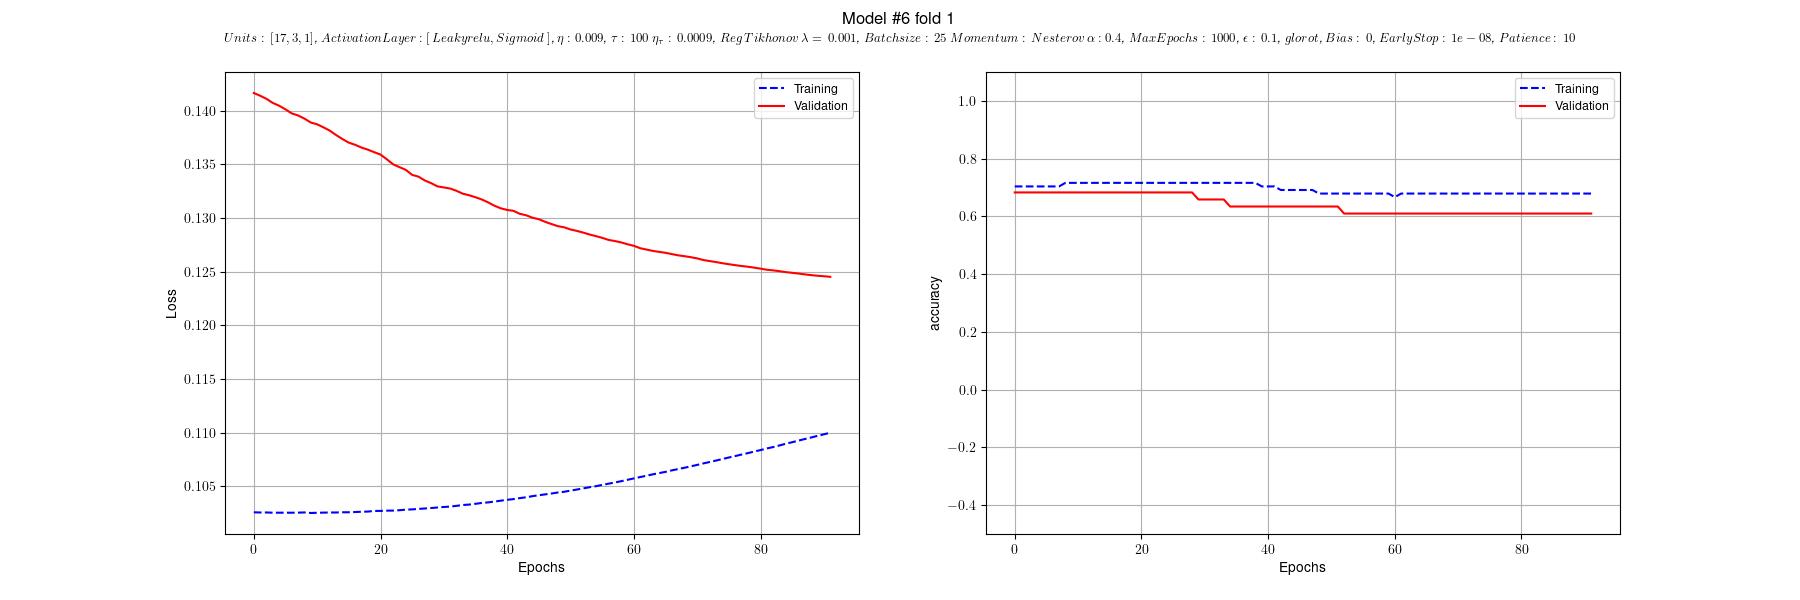 Model #6 fold 1
Units : [17, 3, 1], ActivationLayer : [ Leakyrelu, Sigmoid ], η : 0.009, τ : 100 ητ : 0.0009, RegTikhonov λ = 0.001, Batchsize : 25 Momentum : Nesterov α : 0.4, MaxEpochs : 1000, ϵ : 0.1, glorot, Bias : 0, EarlyStop : 1e − 08, Patience : 10
Training
Validation
0.140
0.135
0.130
0.125
0.120
0.115
0.110
0.105
Loss
0 20 40 60 80
Epochs
Training
Validation
1.0
0.8
0.6
0.4
0.2
0.0
−0.2
−0.4
accuracy
0 20 40 60 80
Epochs